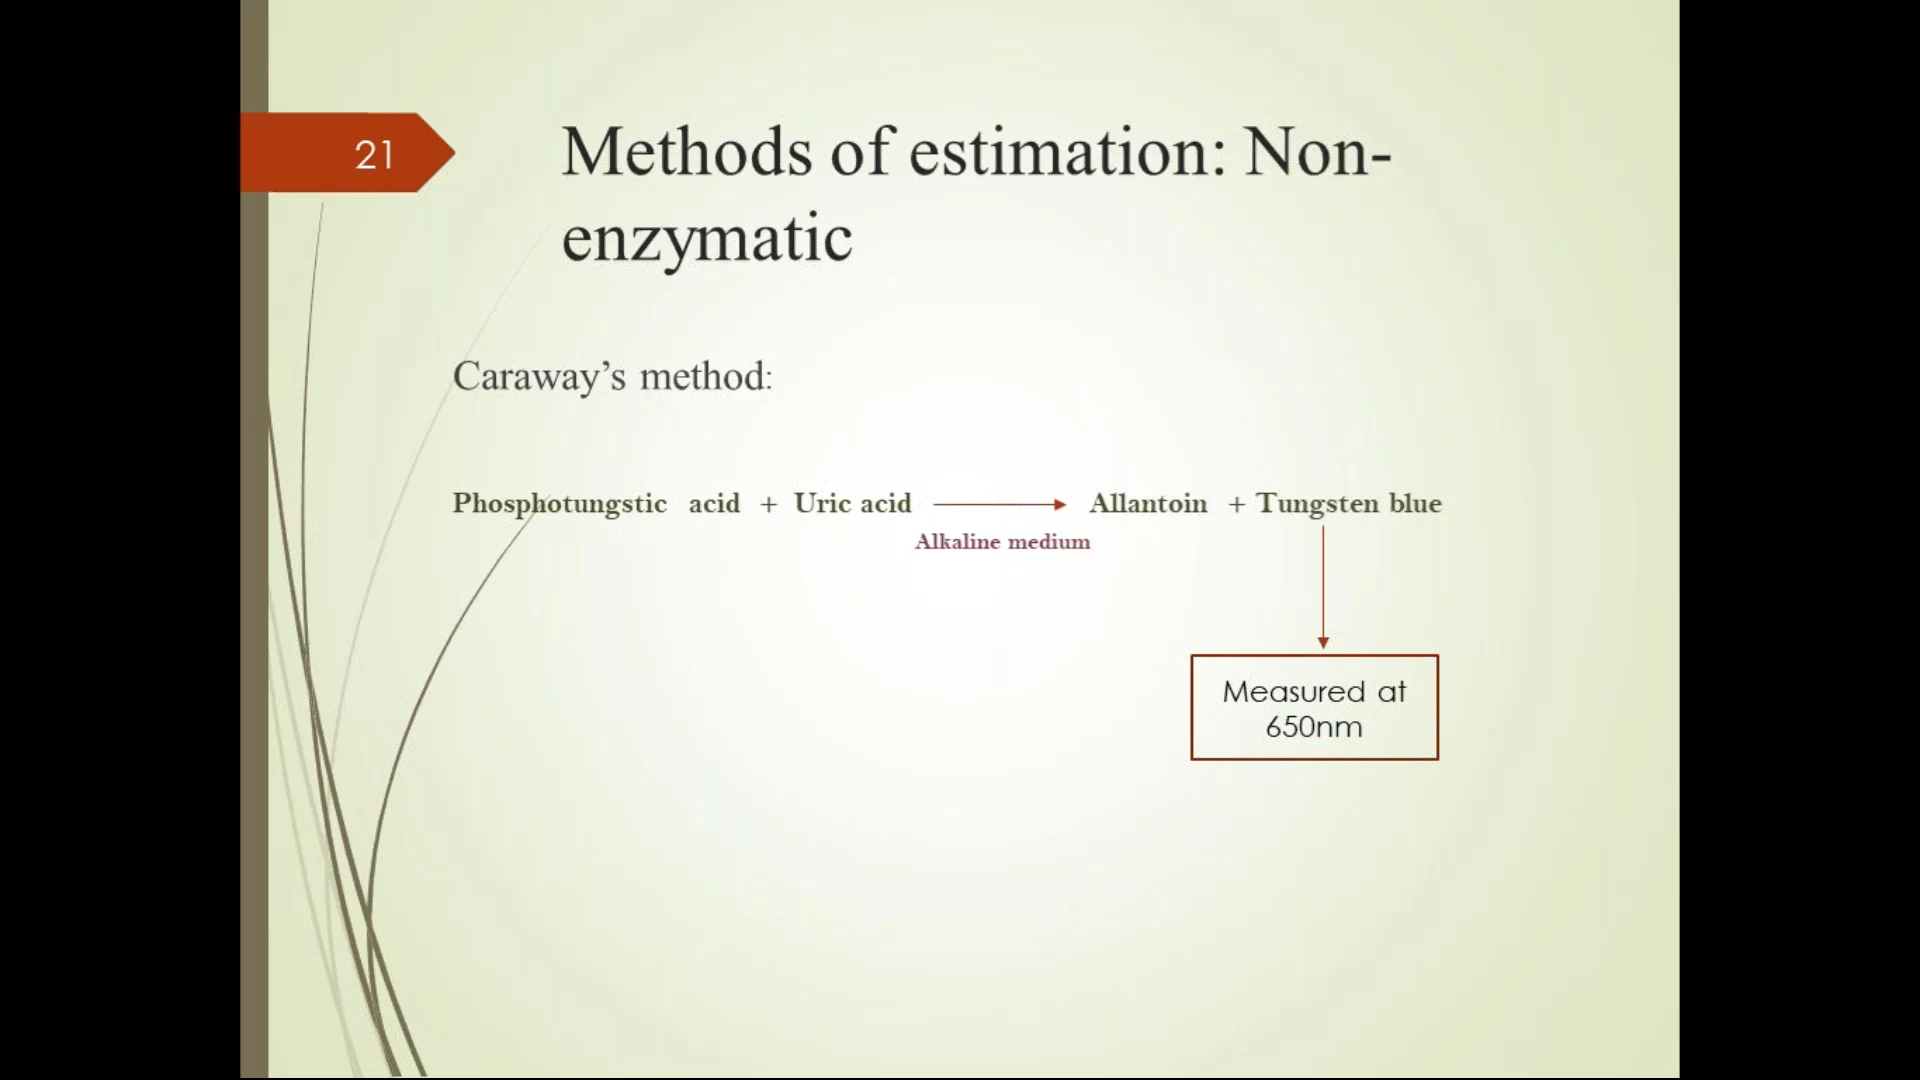 21
Methods of estimation: Non-
enzymatic
Caraway’s method:
Phosphotungstic acid + Uric acid Allantoin + Tungsten blue
Alkaline medium
Measured at
650nm